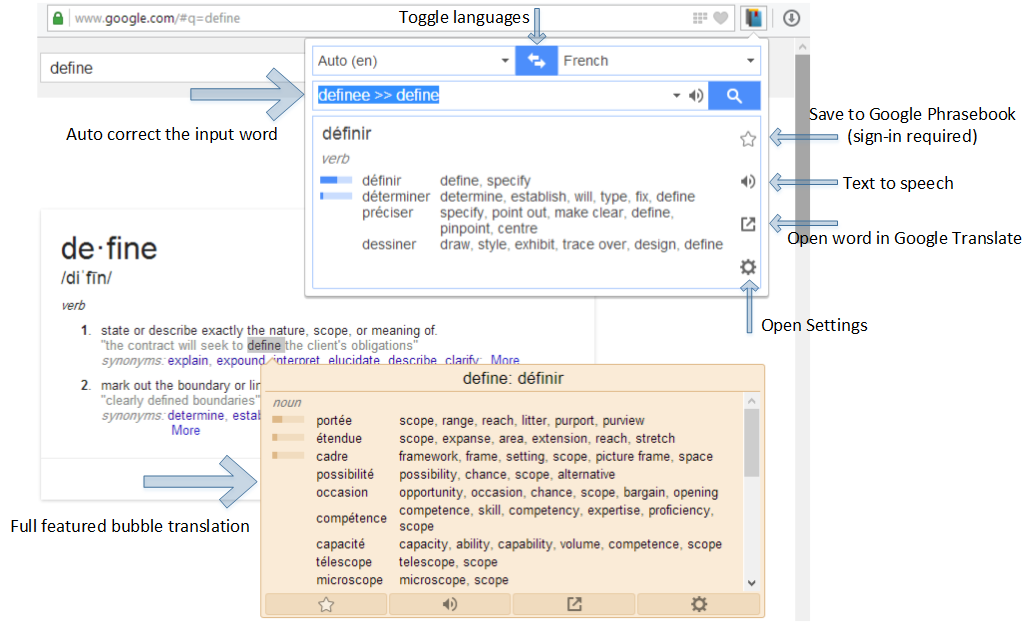 www.google.com/#q=define
Toggle languages
define
Auto (en)
French
definee >> define
Auto correct the input word
définir
verb
définir define, specify
déterminer determine, establish, will, type, fix, define
préciser specify, point out, make clear, define,
pinpoint, centre
dessiner draw, style, exhibit, trace over, design, define
Save to Google Phrasebook
(sign-in required)
Text to speech
Open word in Google Translate
Open Settings
de·fine
/diˈfīn/
verb
1. state or describe exactly the nature, scope, or meaning of.
"the contract will seek to define the client's obligations"
synonyms: explain, expound, interpret, elucidate, describe, clarify; More
2. mark out the boundary or
"clearly defined boundaries"
synonyms: determine,
More
Full featured bubble translation
define: définir
noun
portée scope, range, reach, litter, purport, purview
étendue scope, expanse, area, extension, reach, stretch
cadre framework, frame, setting, scope, picture frame, space
possibilité possibility, chance, scope, alternative
occasion opportunity, occasion, chance, scope, bargain, opening
compétence competence, skill, competency, expertise, proficiency,
scope
capacité capacity, ability, capability, volume, competence, scope
télescope telescope, scope
microscope microscope, scope